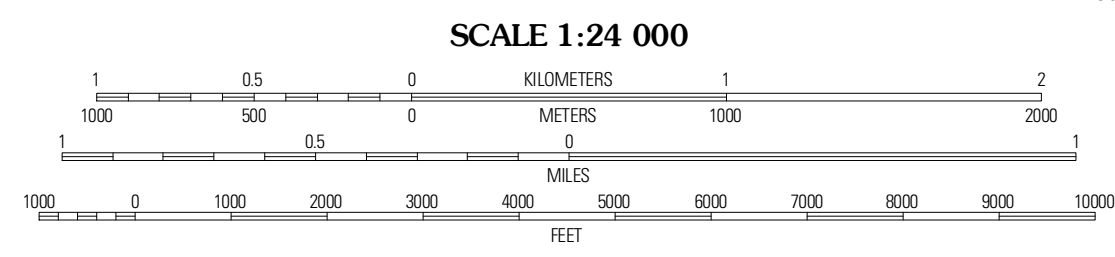 SCALE 1:24 000
1 0.5 0 KILOMETERS 1 2
1000 500 0 METERS 1000 2000
1 0.5 0 1
MILES
1000 0 1000 2000 3000 4000 5000 6000 7000 8000 9000 10000
FEET